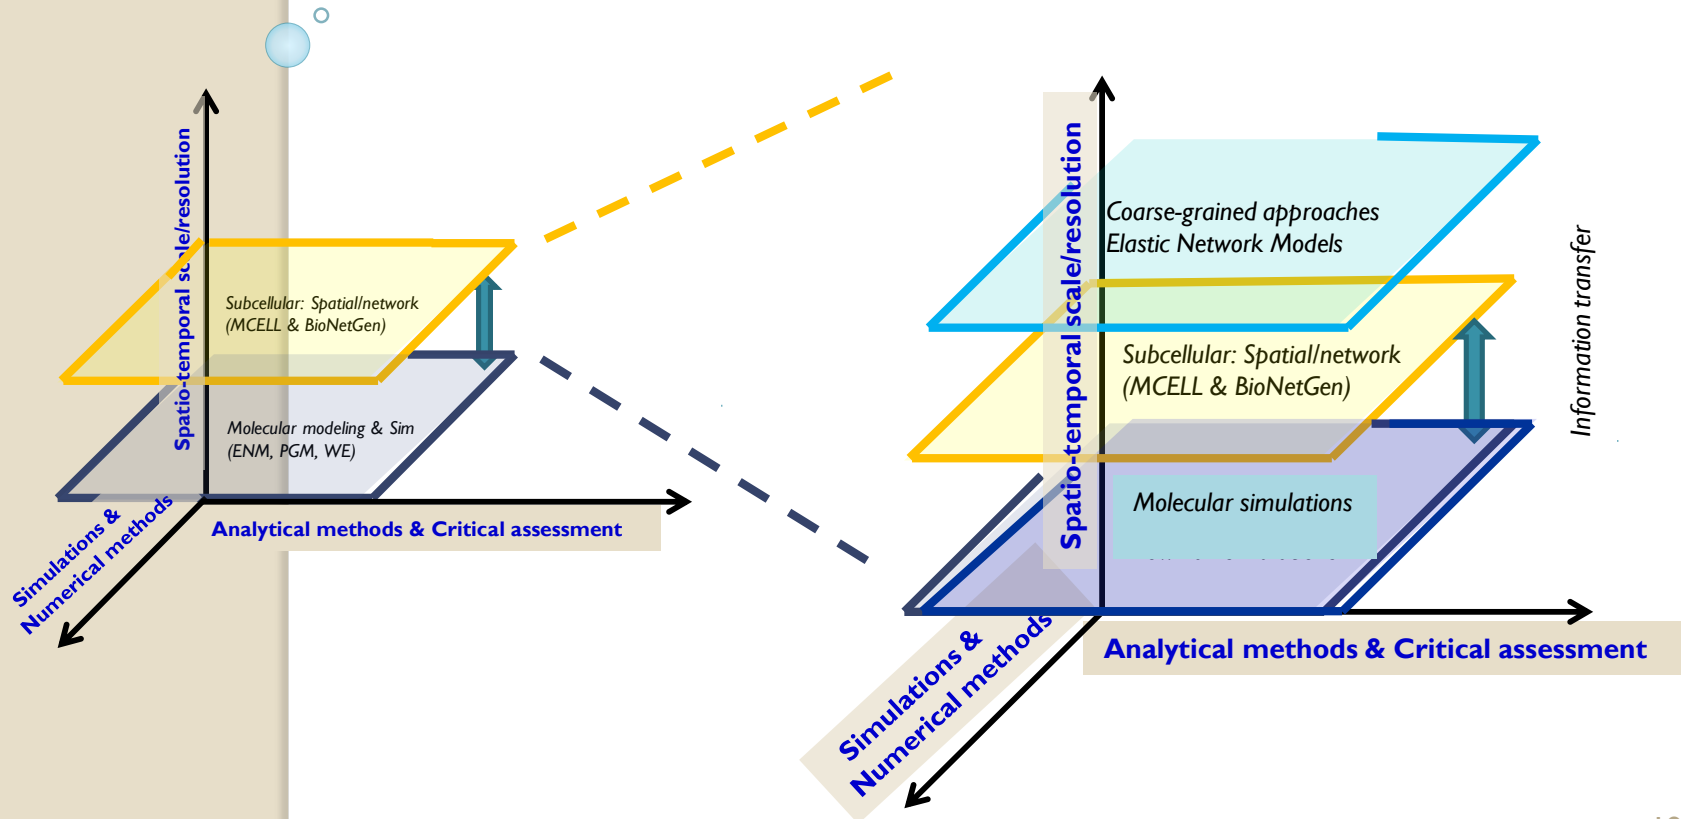 Spatio-temporal scale/resolution
Subcellular: Spatial/network
(MCELL & BioNetGen)
Molecular modeling & Sim
(ENM, PGM, WE)
Simulations &
Numerical methods
Analytical methods & Critical assessment
Spatio-temporal scale/resolution
Coarse-grained approaches
Elastic Network Models
Subcellular: Spatial/network
(MCELL & BioNetGen)
Molecular simulations
Information transfer
Simulations &
Numerical methods
Analytical methods & Critical assessment